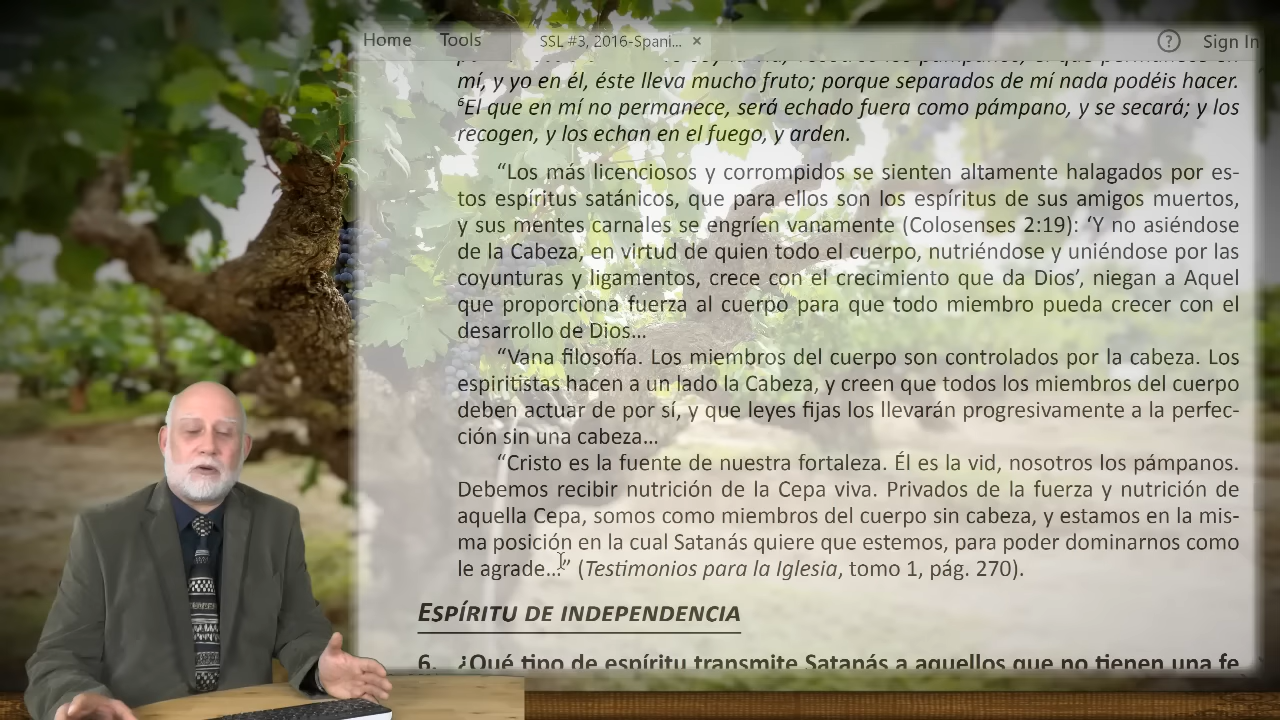 Home Tools SSL #3, 2016-Spani... × ? Sign In
mí, y yo en él, éste lleva mucho fruto; porque separados de mí nada podéis hacer.
⁶El que en mí no permanece, será echado fuera como pámpano, y se secará; y los
recogen, y los echan en el fuego, y arden.
“Los más licenciosos y corrompidos se sienten altamente halagados por es-
tos espíritus satánicos, que para ellos son los espíritus de sus amigos muertos,
y sus mentes carnales se engríen vanamente (Colosenses 2:19): ‘Y no asiéndose
de la Cabeza, en virtud de quien todo el cuerpo, nutriéndose y uniéndose por las
coyunturas y ligamentos, crece con el crecimiento que da Dios’, niegan a Aquel
que proporciona fuerza al cuerpo para que todo miembro pueda crecer con el
desarrollo de Dios...
“Vana filosofía. Los miembros del cuerpo son controlados por la cabeza. Los
espiritistas hacen a un lado la Cabeza, y creen que todos los miembros del cuerpo
deben actuar de por sí, y que leyes fijas los llevarán progresivamente a la perfec-
ción sin una cabeza...
“Cristo es la fuente de nuestra fortaleza. Él es la vid, nosotros los pámpanos.
Debemos recibir nutrición de la Cepa viva. Privados de la fuerza y nutrición de
aquella Cepa, somos como miembros del cuerpo sin cabeza, y estamos en la mis-
ma posición en la cual Satanás quiere que estemos, para poder dominarnos como
le agrade...” (Testimonios para la Iglesia, tomo 1, pág. 270).
ESPÍRITU DE INDEPENDENCIA
6. ¿Qué tipo de espíritu transmite Satanás a aquellos que no tienen una fe